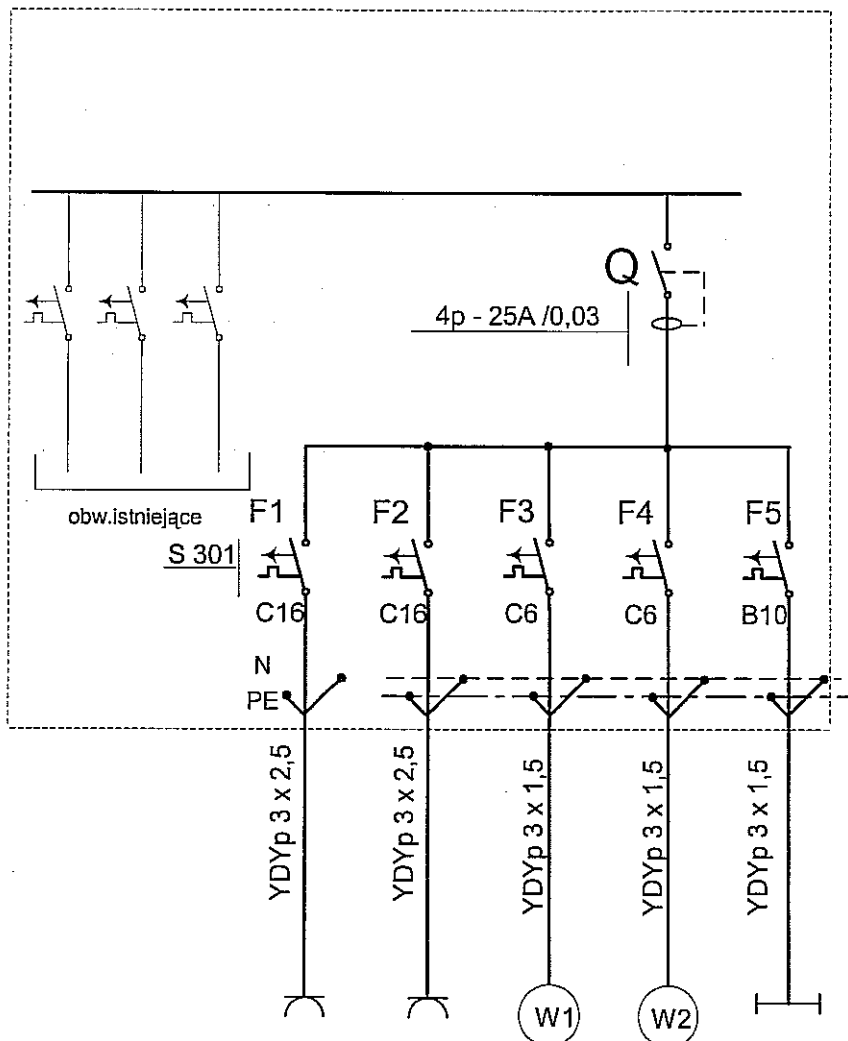 Q
4p - 25A /0,03
obw.istniejące
F1
F2
F3
F4
F5
S 301
C16
C16
C6
C6
B10
N
PE
YDYp 3 x 2,5
YDYp 3 x 2,5
YDYp 3 x 1,5
YDYp 3 x 1,5
YDYp 3 x 1,5
W1
W2